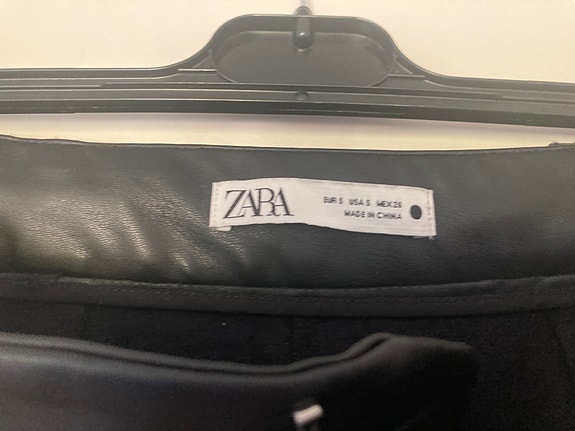 ZARA
EUR S USA S MEX 26
MADE IN CHINA